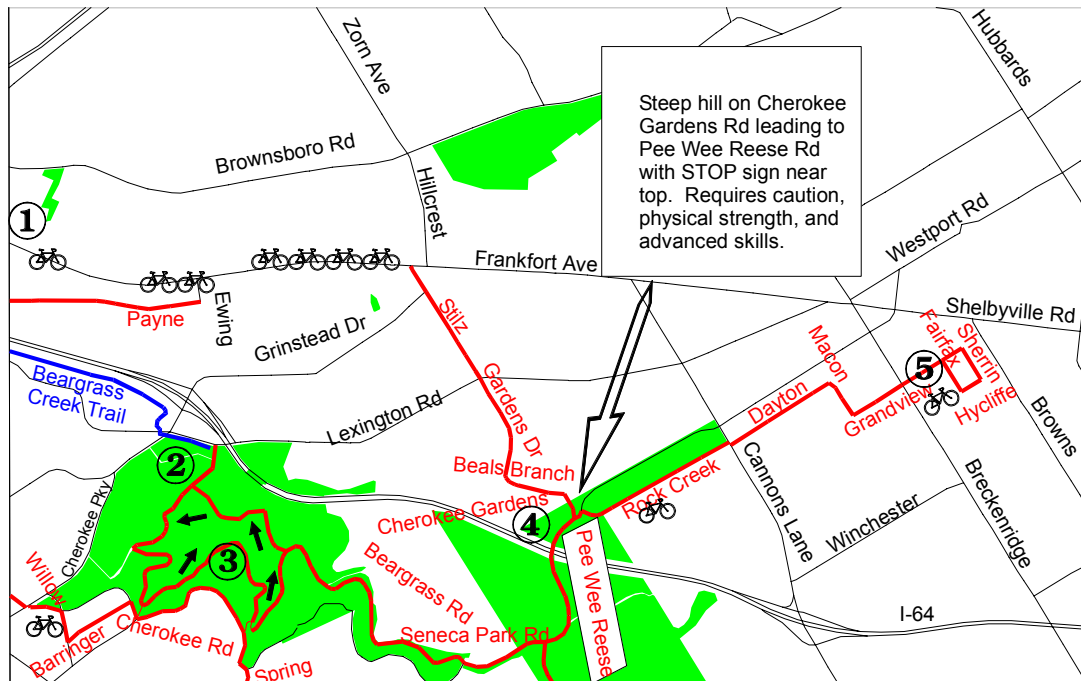 Zorn Ave
Hubbards
Steep hill on Cherokee
Gardens Rd leading to
Pee Wee Reese Rd
with STOP sign near
top. Requires caution,
physical strength, and
advanced skills.
Brownsboro Rd
Hillcrest
Westport Rd
1
Frankfort Ave
Shelbyville Rd
Payne
Ewing
Stilz
Grinstead Dr
Macon
Fairfax
Sherrin
5
Beargrass
Creek Trail
Gardens Dr
Lexington Rd
Dayton
Grandview
Hycliffe
Browns
2
Beals Branch
Cherokee Gardens
Rock Creek
Cannons Lane
Breckenridge
4
Cherokee Pky
3
Winchester
Willow
Beargrass Rd
Pee Wee Reese
I-64
Barringer
Cherokee Rd
Seneca Park Rd
Spring